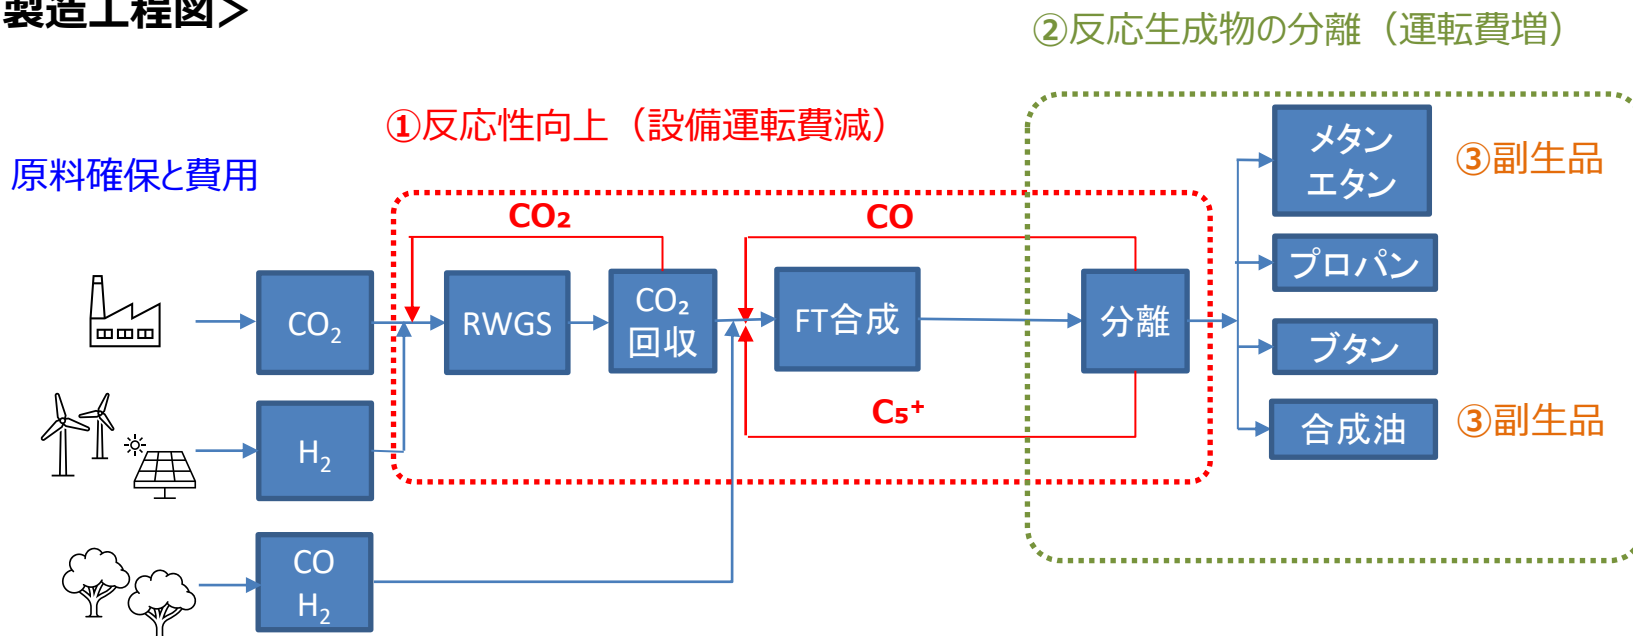 製造工程図＞
②反応生成物の分離（運転費増）
①反応性向上（設備運転費減）
原料確保と費用
メタン
エタン
③副生品
CO₂
CO
プロパン
CO₂
RWGS
CO₂
回収
FT合成
分離
ブタン
C₅⁺
合成油
③副生品
H₂
CO
H₂